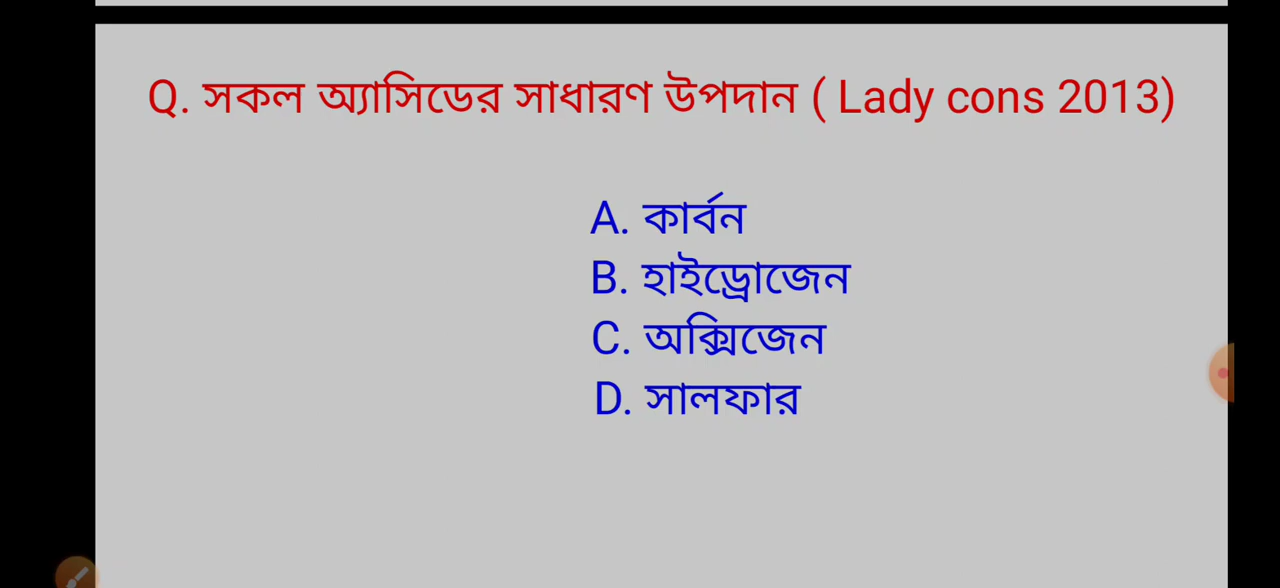 Q. সকল অ্যাসিডের সাধারণ উপদান ( Lady cons 2013)
A. কার্বন
B. হাইড্রোজেন
C. অক্সিজেন
D. সালফার